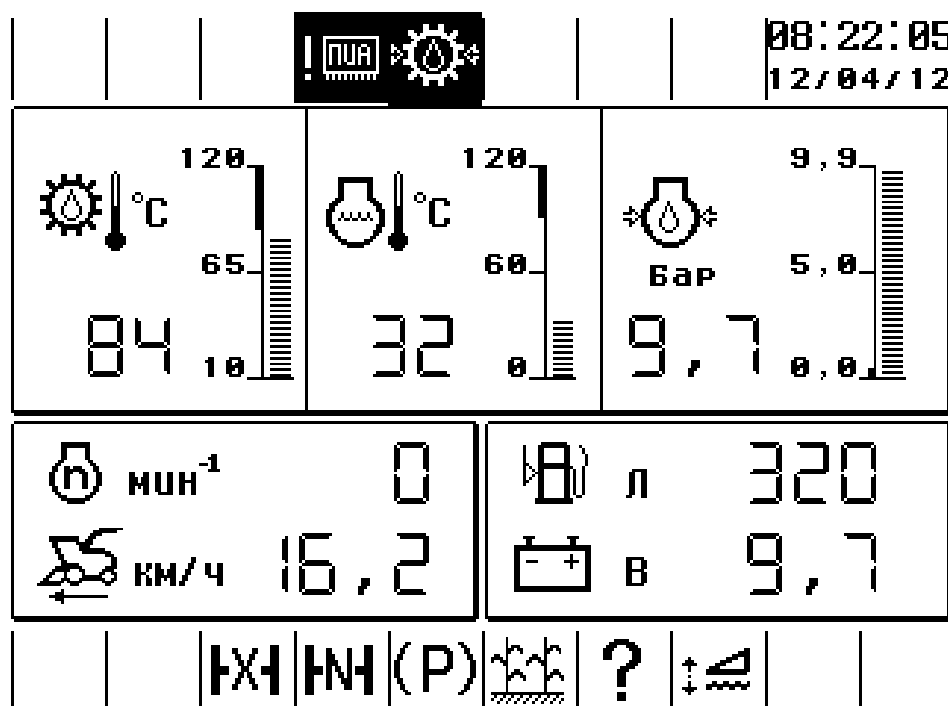 ! ПИА 08:22:05
12/04/12
120 120 9,9
°C °C
65 60 Бар 5,0
84 10 32 0 9,7 0,0
n мин⁻¹ 0 л 320
км/ч 16,2 - + В 9,7
X N (P) ?